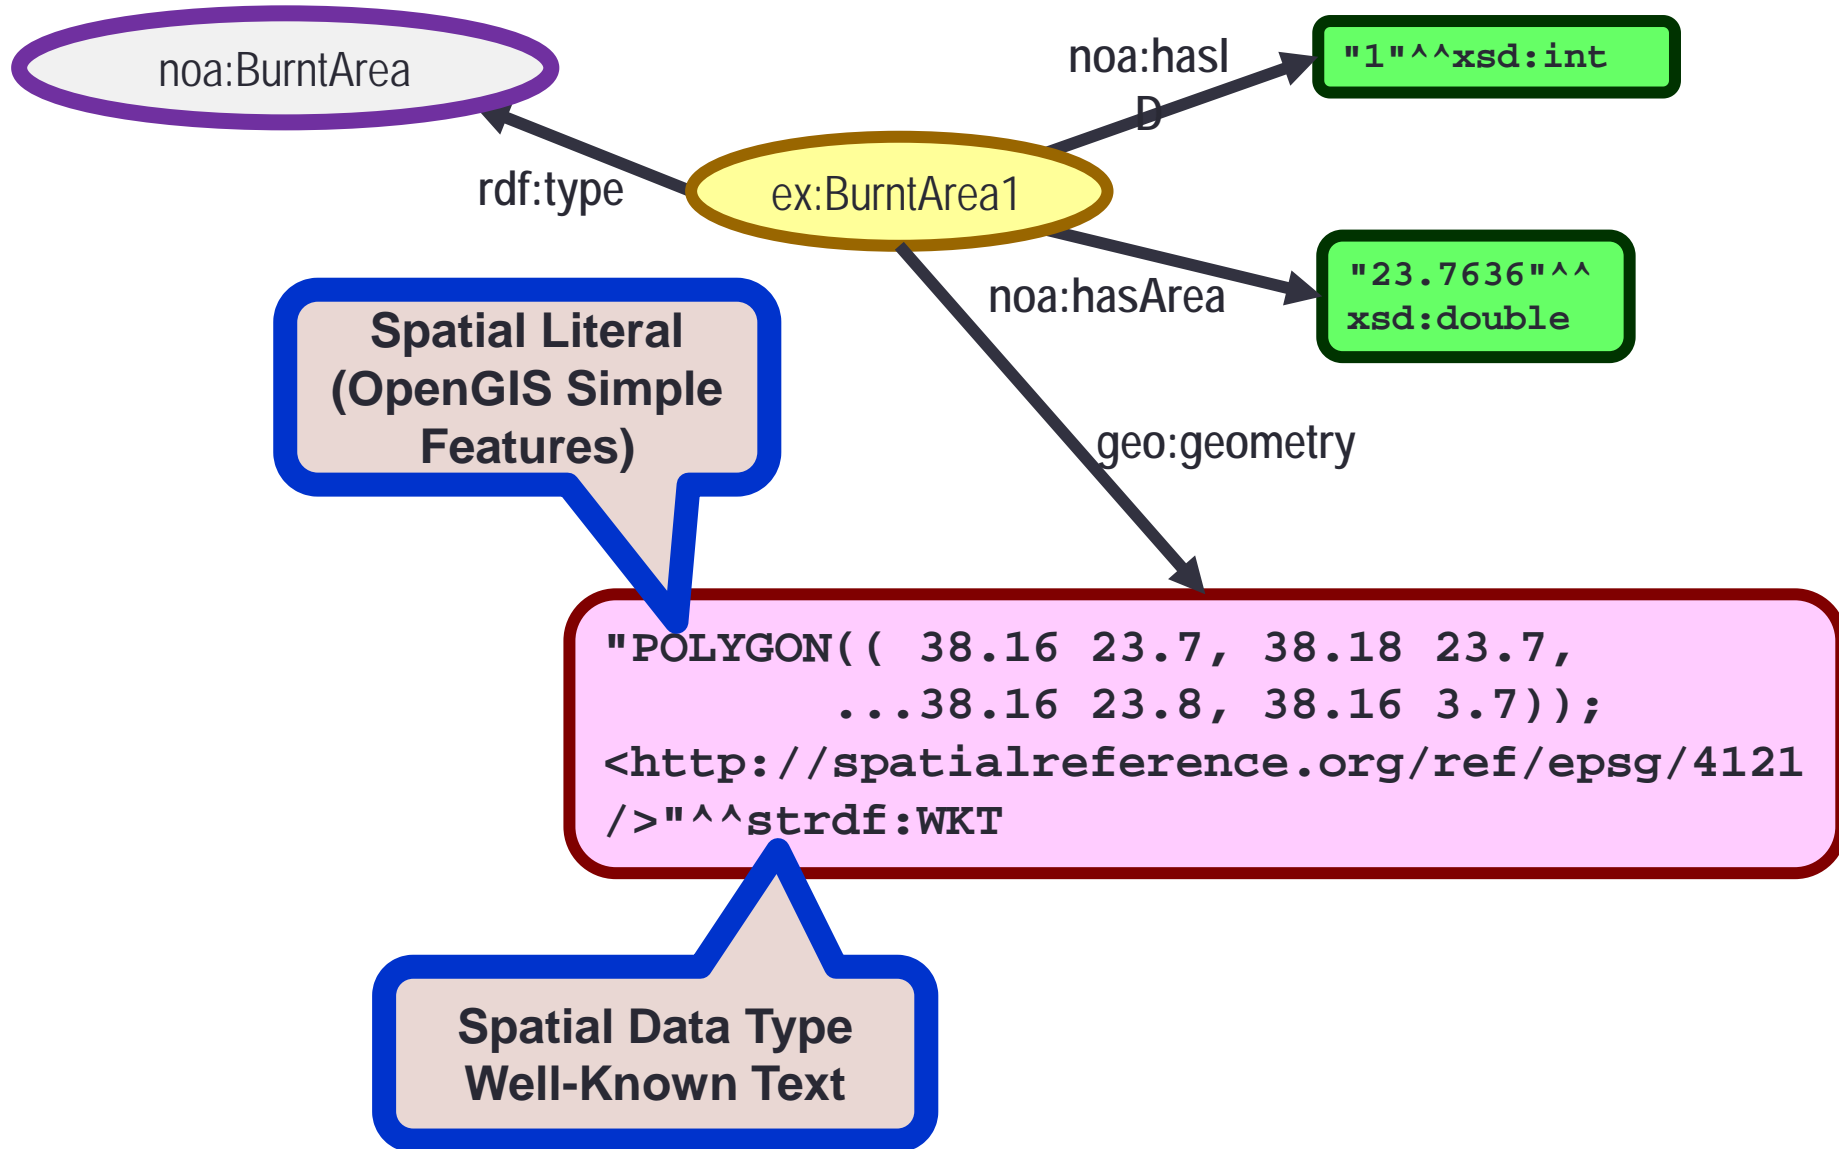 noa:BurntArea
noa:hasI
D
"1"^^xsd:int
rdf:type
ex:BurntArea1
noa:hasArea
"23.7636"^^
xsd:double
Spatial Literal
(OpenGIS Simple
Features)
geo:geometry
"POLYGON(( 38.16 23.7, 38.18 23.7,
...38.16 23.8, 38.16 3.7));
<http://spatialreference.org/ref/epsg/4121
/>"^^strdf:WKT
Spatial Data Type
Well-Known Text